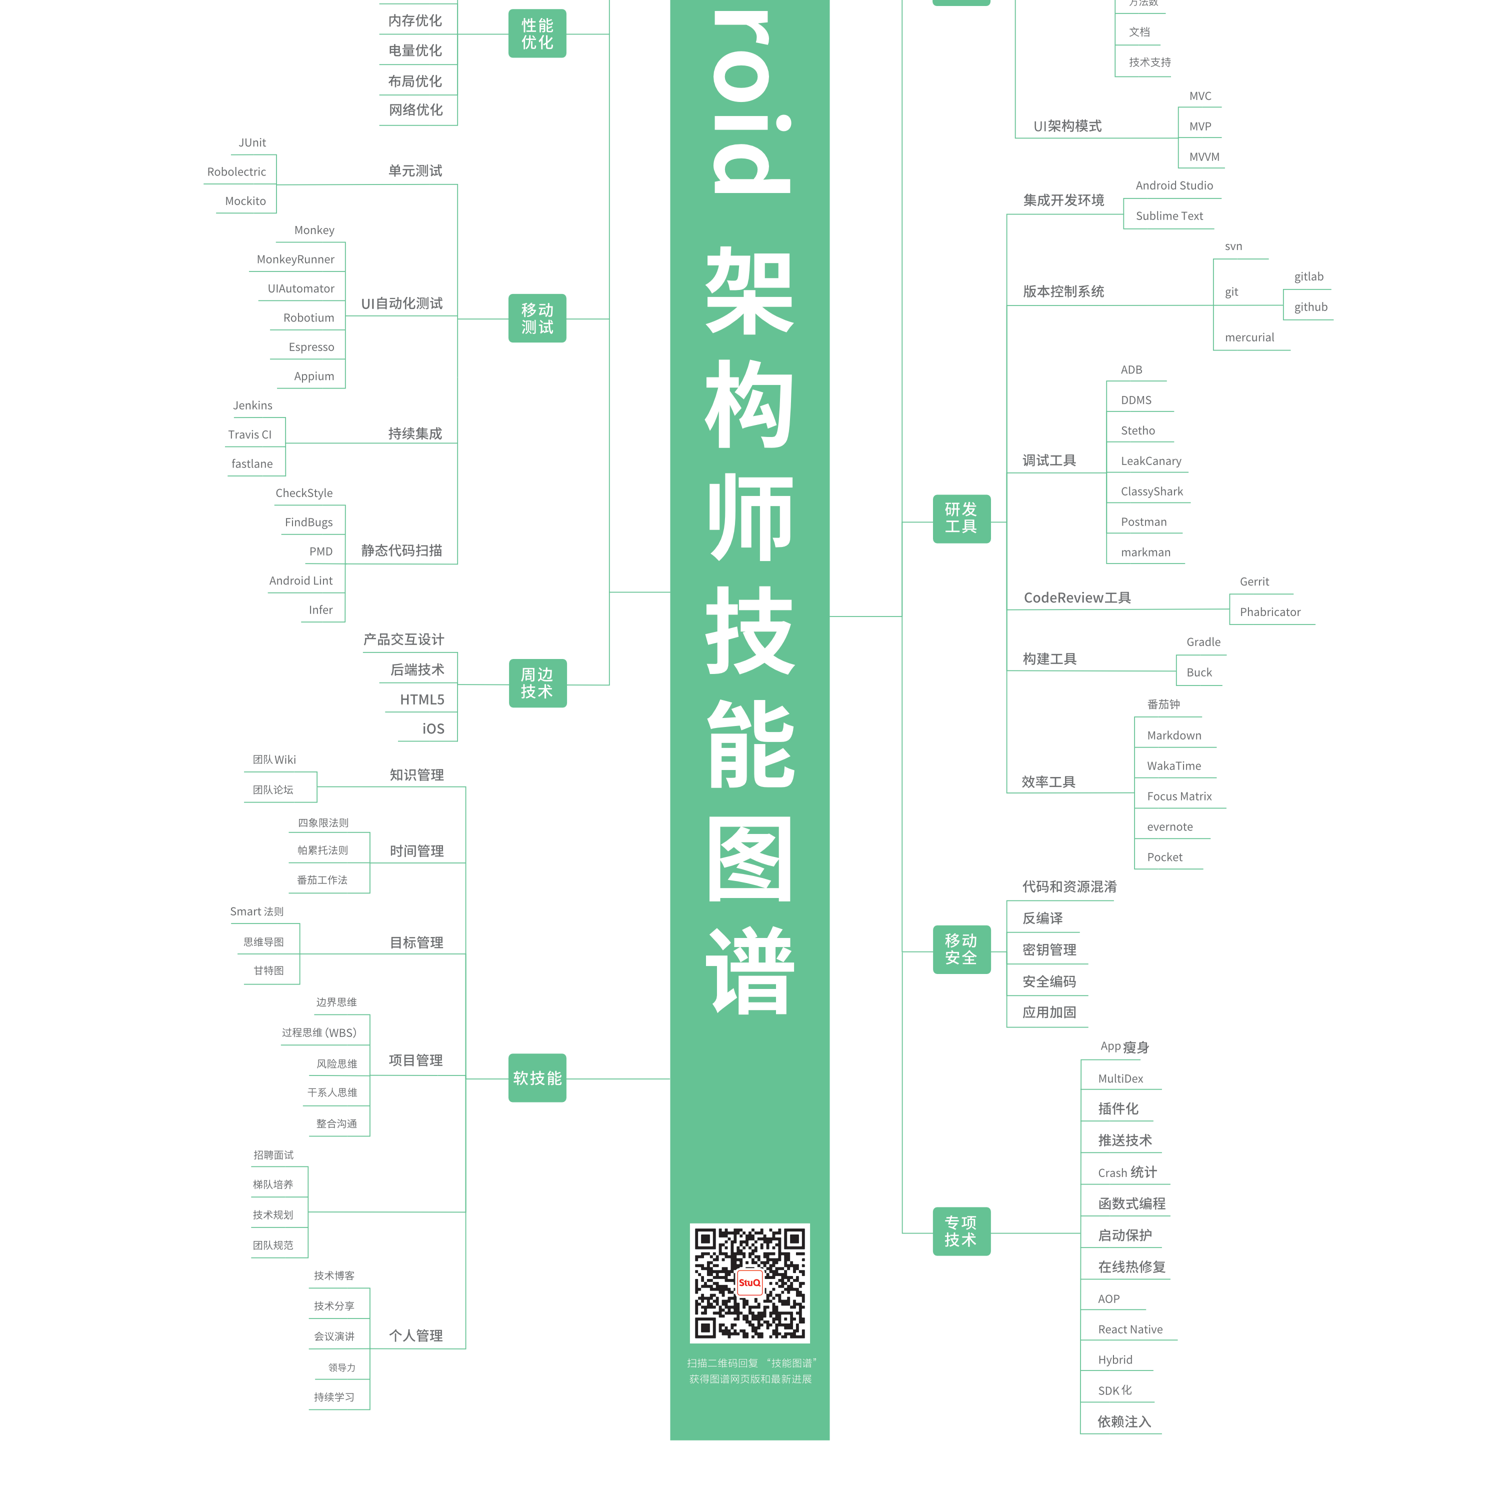 内存优化
电量优化
布局优化
网络优化
性能
优化
JUnit
Robolectric
Mockito
单元测试
Monkey
MonkeyRunner
UIAutomator
Robotium
Espresso
Appium
UI自动化测试
移动
测试
Jenkins
Travis CI
fastlane
持续集成
CheckStyle
FindBugs
PMD
Android Lint
Infer
静态代码扫描
产品交互设计
后端技术
HTML5
iOS
周边
技术
团队Wiki
团队论坛
知识管理
四象限法则
帕累托法则
番茄工作法
时间管理
Smart 法则
思维导图
甘特图
目标管理
边界思维
过程思维(WBS)
风险思维
干系人思维
整合沟通
项目管理
软技能
招聘面试
梯队培养
技术规划
团队规范
技术博客
技术分享
会议演讲
领导力
持续学习
个人管理
roid 架构师技能图谱
StuQ
扫描二维码回复 “技能图谱”
获得图谱网页版和最新进展
方法数
文档
技术支持
UI架构模式
MVC
MVP
MVVM
集成开发环境
Android Studio
Sublime Text
版本控制系统
svn
git
gitlab
github
mercurial
调试工具
ADB
DDMS
Stetho
LeakCanary
ClassyShark
Postman
markman
研发
工具
CodeReview工具
Gerrit
Phabricator
构建工具
Gradle
Buck
效率工具
番茄钟
Markdown
WakaTime
Focus Matrix
evernote
Pocket
移动
安全
代码和资源混淆
反编译
密钥管理
安全编码
应用加固
专项
技术
App瘦身
MultiDex
插件化
推送技术
Crash 统计
函数式编程
启动保护
在线热修复
AOP
React Native
Hybrid
SDK化
依赖注入